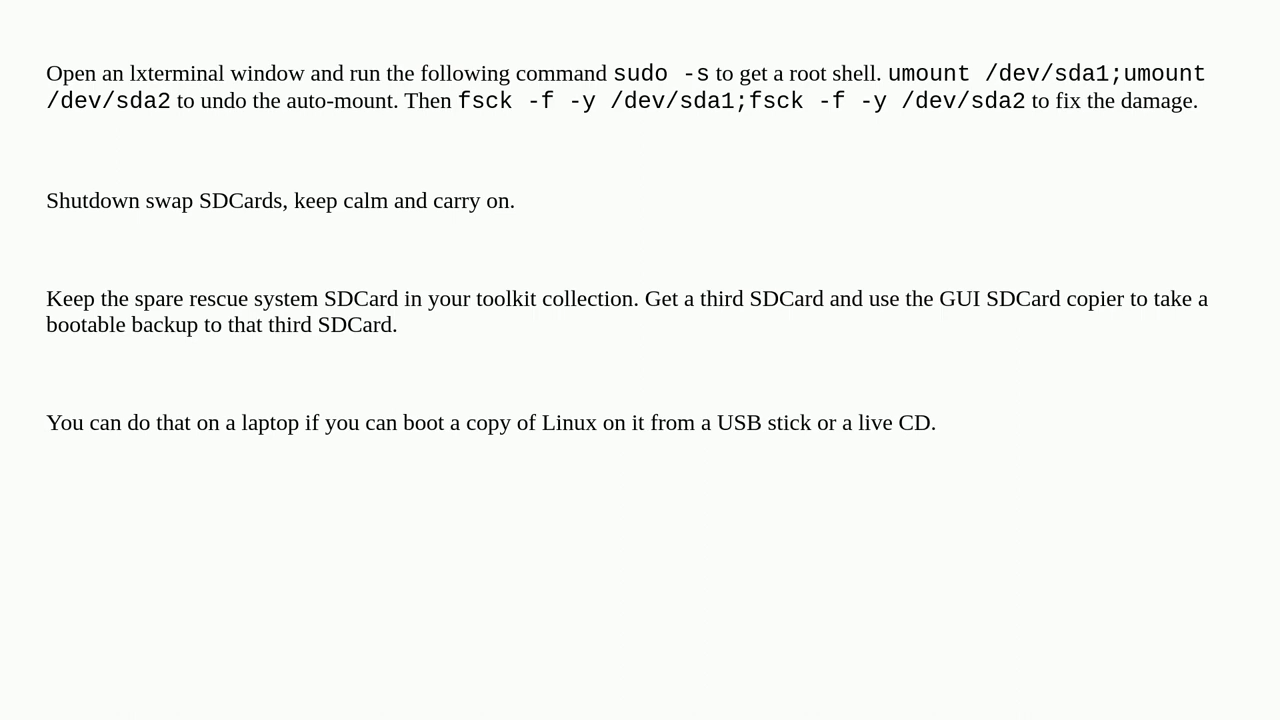 Open an lxterminal window and run the following command sudo -s to get a root shell. umount /dev/sda1;umount
/dev/sda2 to undo the auto-mount. Then fsck -f -y /dev/sda1;fsck -f -y /dev/sda2 to fix the damage.
Shutdown swap SDCards, keep calm and carry on.
Keep the spare rescue system SDCard in your toolkit collection. Get a third SDCard and use the GUI SDCard copier to take a
bootable backup to that third SDCard.
You can do that on a laptop if you can boot a copy of Linux on it from a USB stick or a live CD.